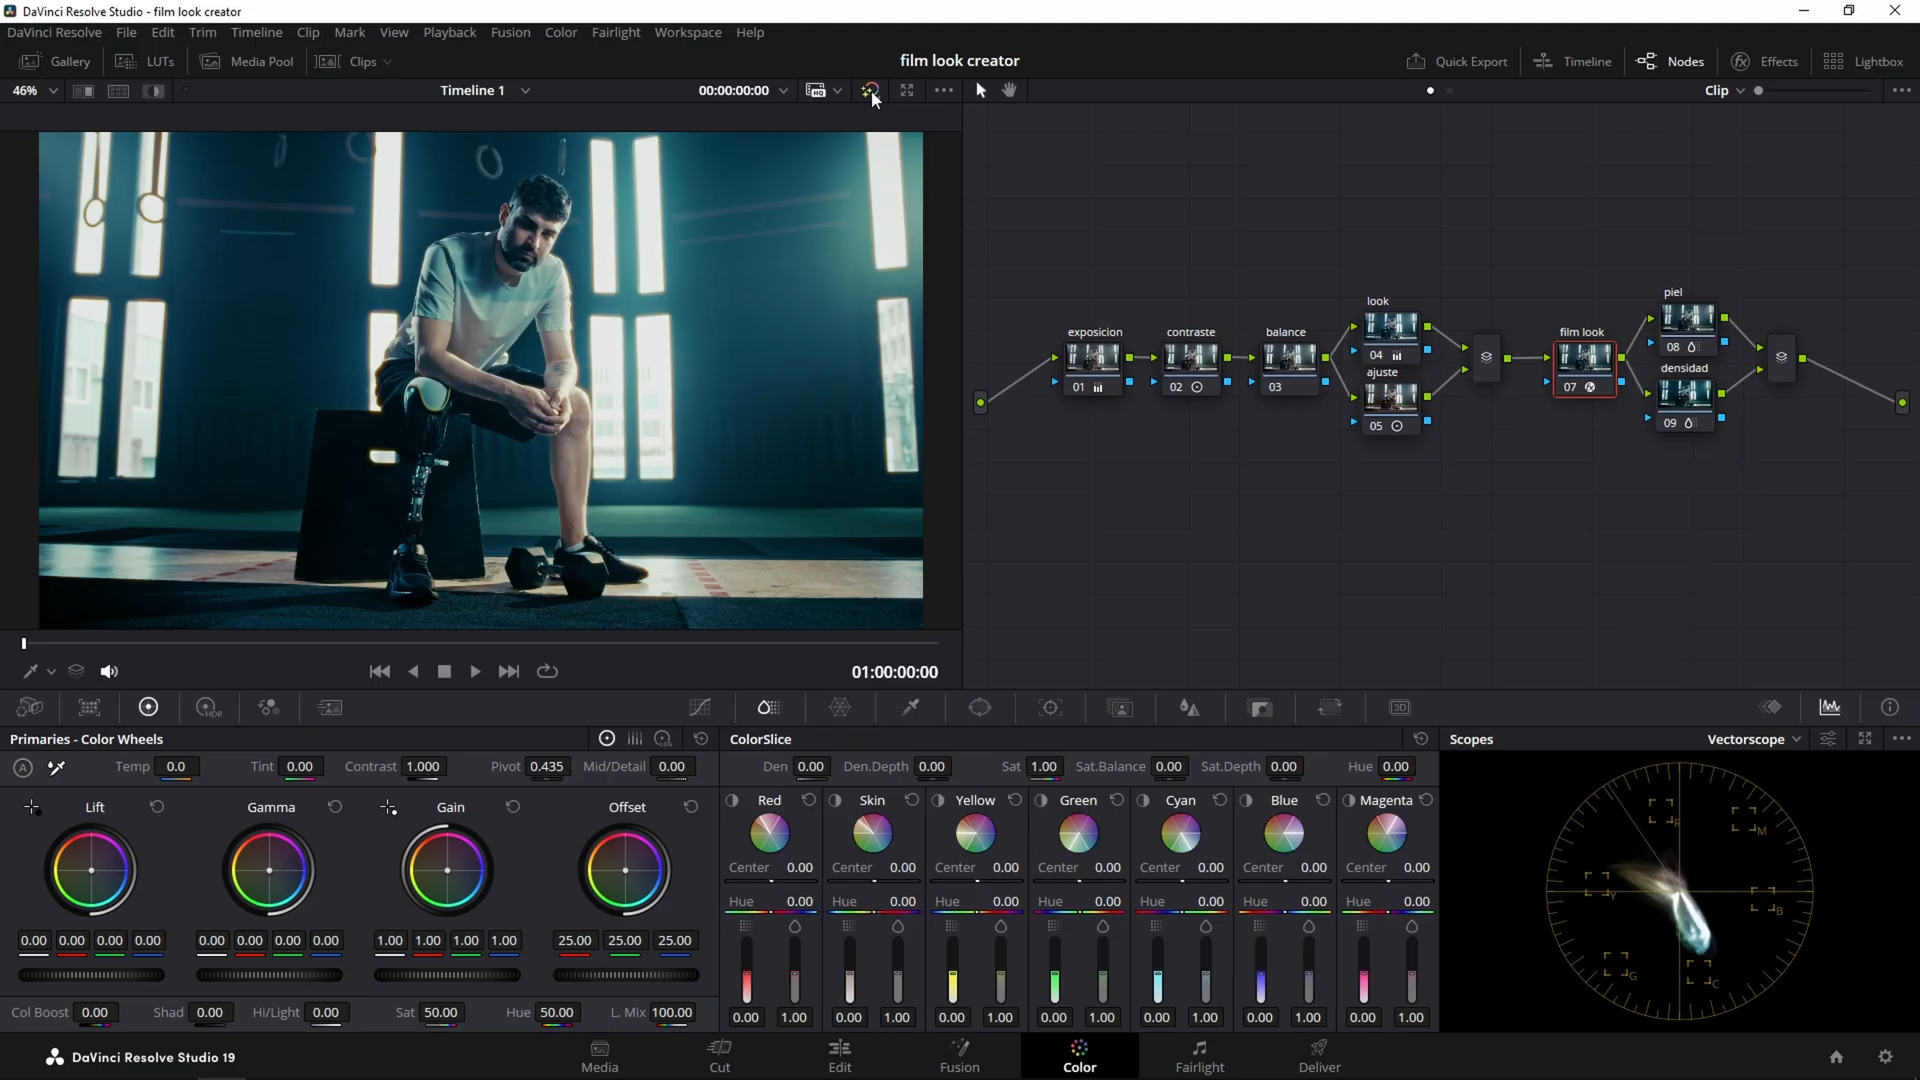 DaVinci Resolve Studio - film look creator
DaVinci Resolve File Edit Trim Timeline Clip Mark View Playback Fusion Color Fairlight Workspace Help
Gallery LUTs Media Pool Clips film look creator Quick Export Timeline Nodes Effects Lightbox
46% Timeline 1 00:00:00:00 HQ Clip
piel
look
exposicion contraste balance film look
08
04
densidad
ajuste
01 02 03 07
09
05
01:00:00:00
HDR 3D
Primaries - Color Wheels ColorSlice Scopes Vectorscope
A Temp 0.0 Tint 0.00 Contrast 1.000 Pivot 0.435 Mid/Detail 0.00 Den 0.00 Den.Depth 0.00 Sat 1.00 Sat.Balance 0.00 Sat.Depth 0.00 Hue 0.00
Lift Gamma Gain Offset Red Skin Yellow Green Cyan Blue Magenta
R M
Center 0.00 Center 0.00 Center 0.00 Center 0.00 Center 0.00 Center 0.00 Center 0.00
Y B
Hue 0.00 Hue 0.00 Hue 0.00 Hue 0.00 Hue 0.00 Hue 0.00 Hue 0.00
0.00 0.00 0.00 0.00 0.00 0.00 0.00 0.00 1.00 1.00 1.00 1.00 25.00 25.00 25.00
G C
Col Boost 0.00 Shad 0.00 Hi/Light 0.00 Sat 50.00 Hue 50.00 L. Mix 100.00 0.00 1.00 0.00 1.00 0.00 1.00 0.00 1.00 0.00 1.00 0.00 1.00 0.00 1.00
DaVinci Resolve Studio 19 Media Cut Edit Fusion Color Fairlight Deliver